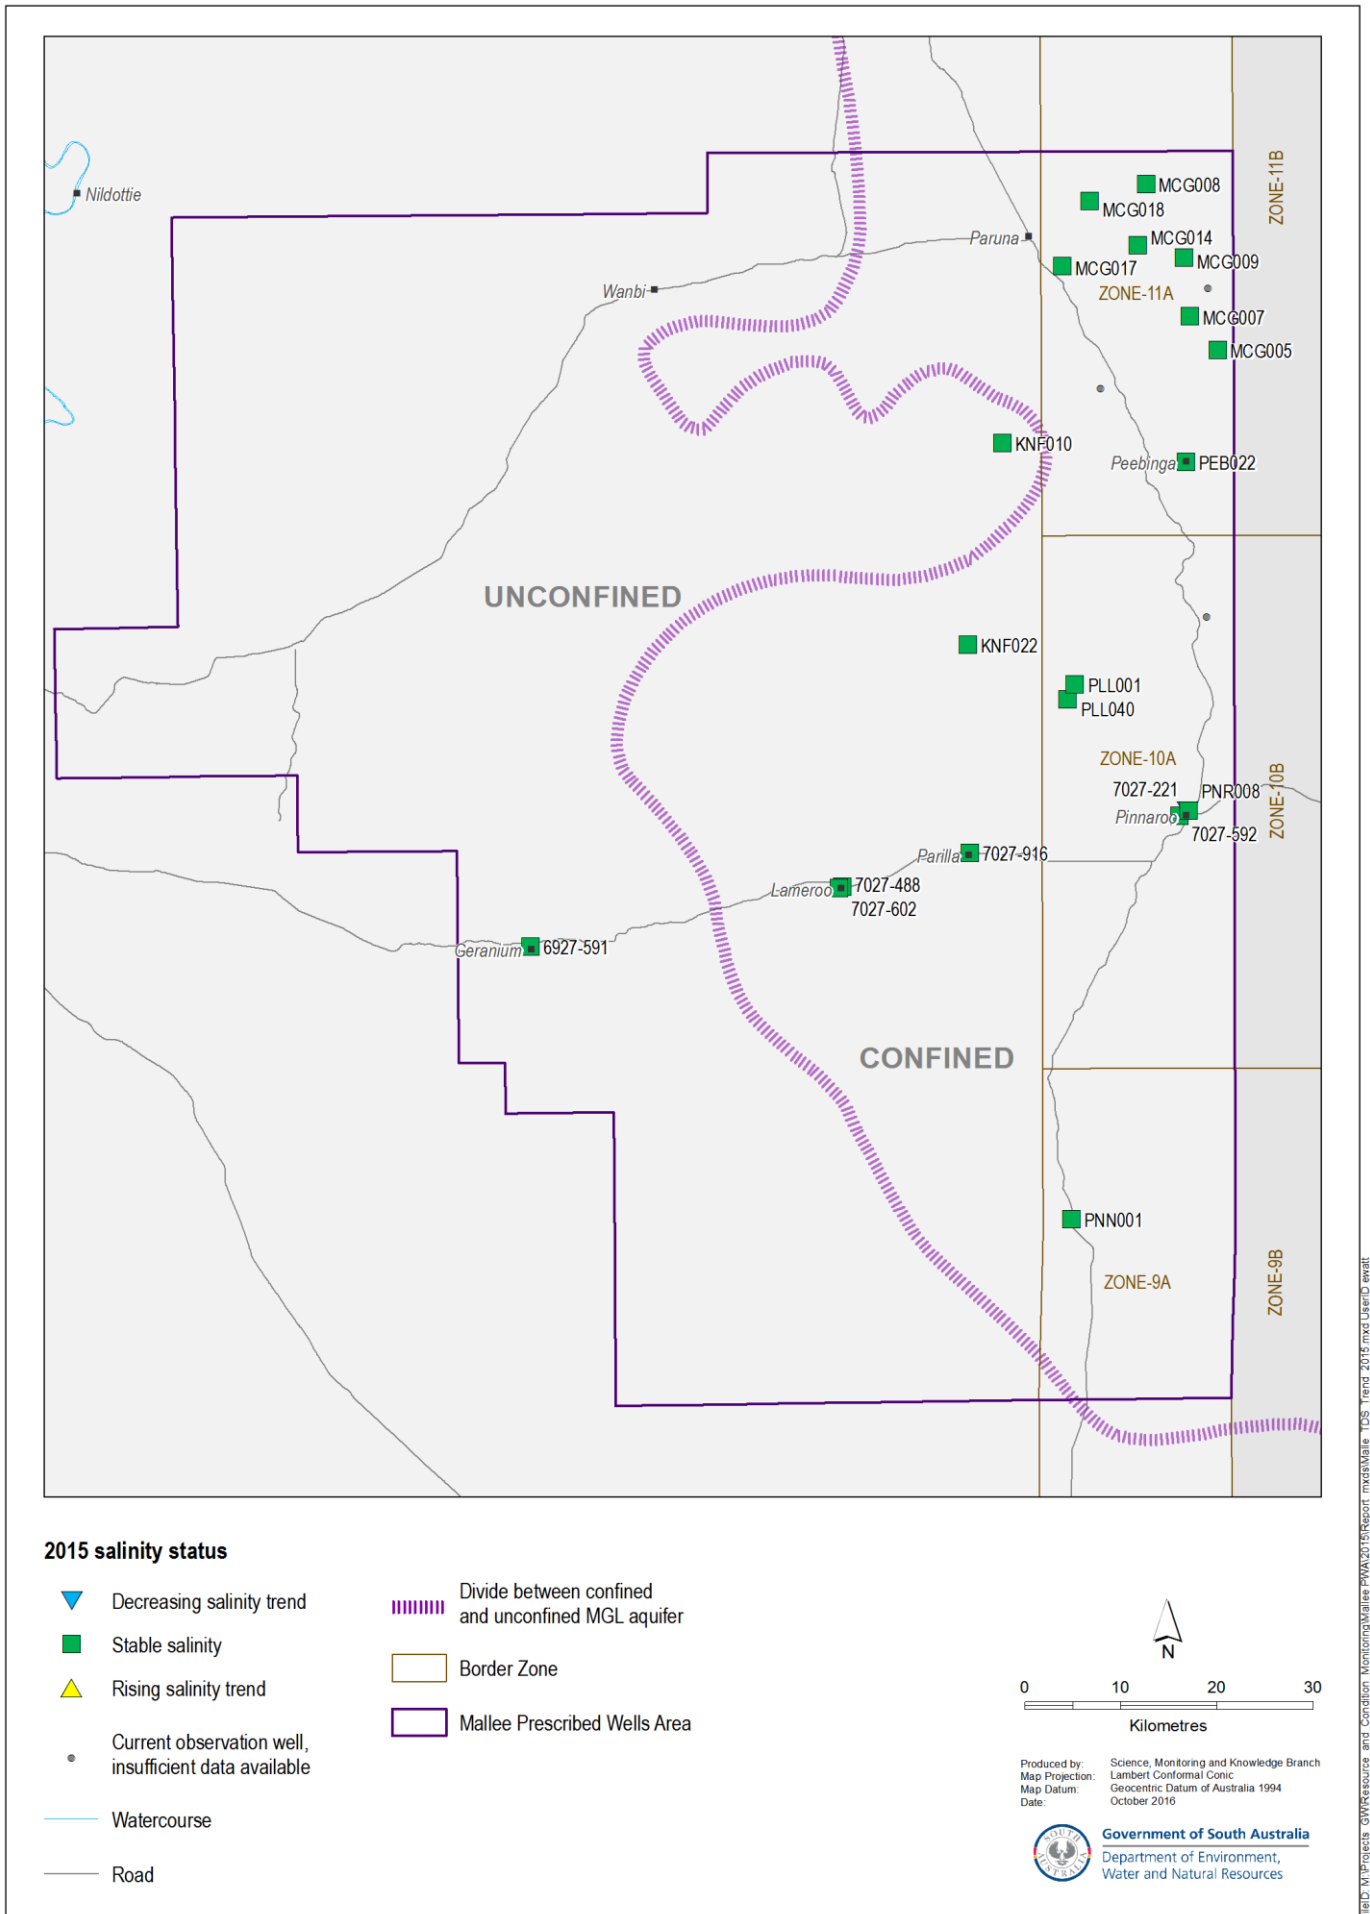 Nildottie
ZONE-11B
MCG008
MCG018
Paruna
MCG014
MCG009
MCG017
Wanbi
ZONE-11A
MCG007
MCG005
KNF010
Peebinga
PEB022
UNCONFINED
KNF022
PLL001
PLL040
ZONE-10A
ZONE-10B
7027-221
PNR008
Pinnaroo
7027-592
Parilla
7027-916
Lameroo
7027-488
7027-602
Geranium
6927-591
CONFINED
PNN001
ZONE-9A
ZONE-9B
2015 salinity status
Decreasing salinity trend
Stable salinity
Rising salinity trend
Current observation well,
insufficient data available
Watercourse
Road
Divide between confined
and unconfined MGL aquifer
Border Zone
Mallee Prescribed Wells Area
N
0 10 20 30
Kilometres
Produced by: Science, Monitoring and Knowledge Branch
Map Projection: Lambert Conformal Conic
Map Datum: Geocentric Datum of Australia 1994
Date: October 2016
SOUTH AUSTRALIA
Government of South Australia
Department of Environment,
Water and Natural Resources